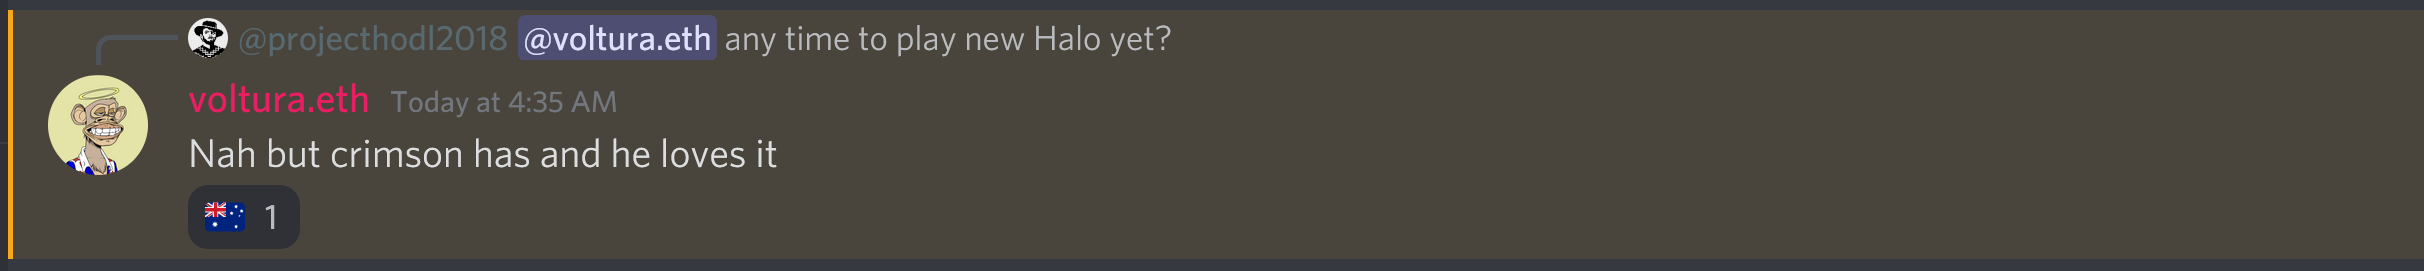 @projecthodl2018 @voltura.eth any time to play new Halo yet?
voltura.eth Today at 4:35 AM
Nah but crimson has and he loves it
1